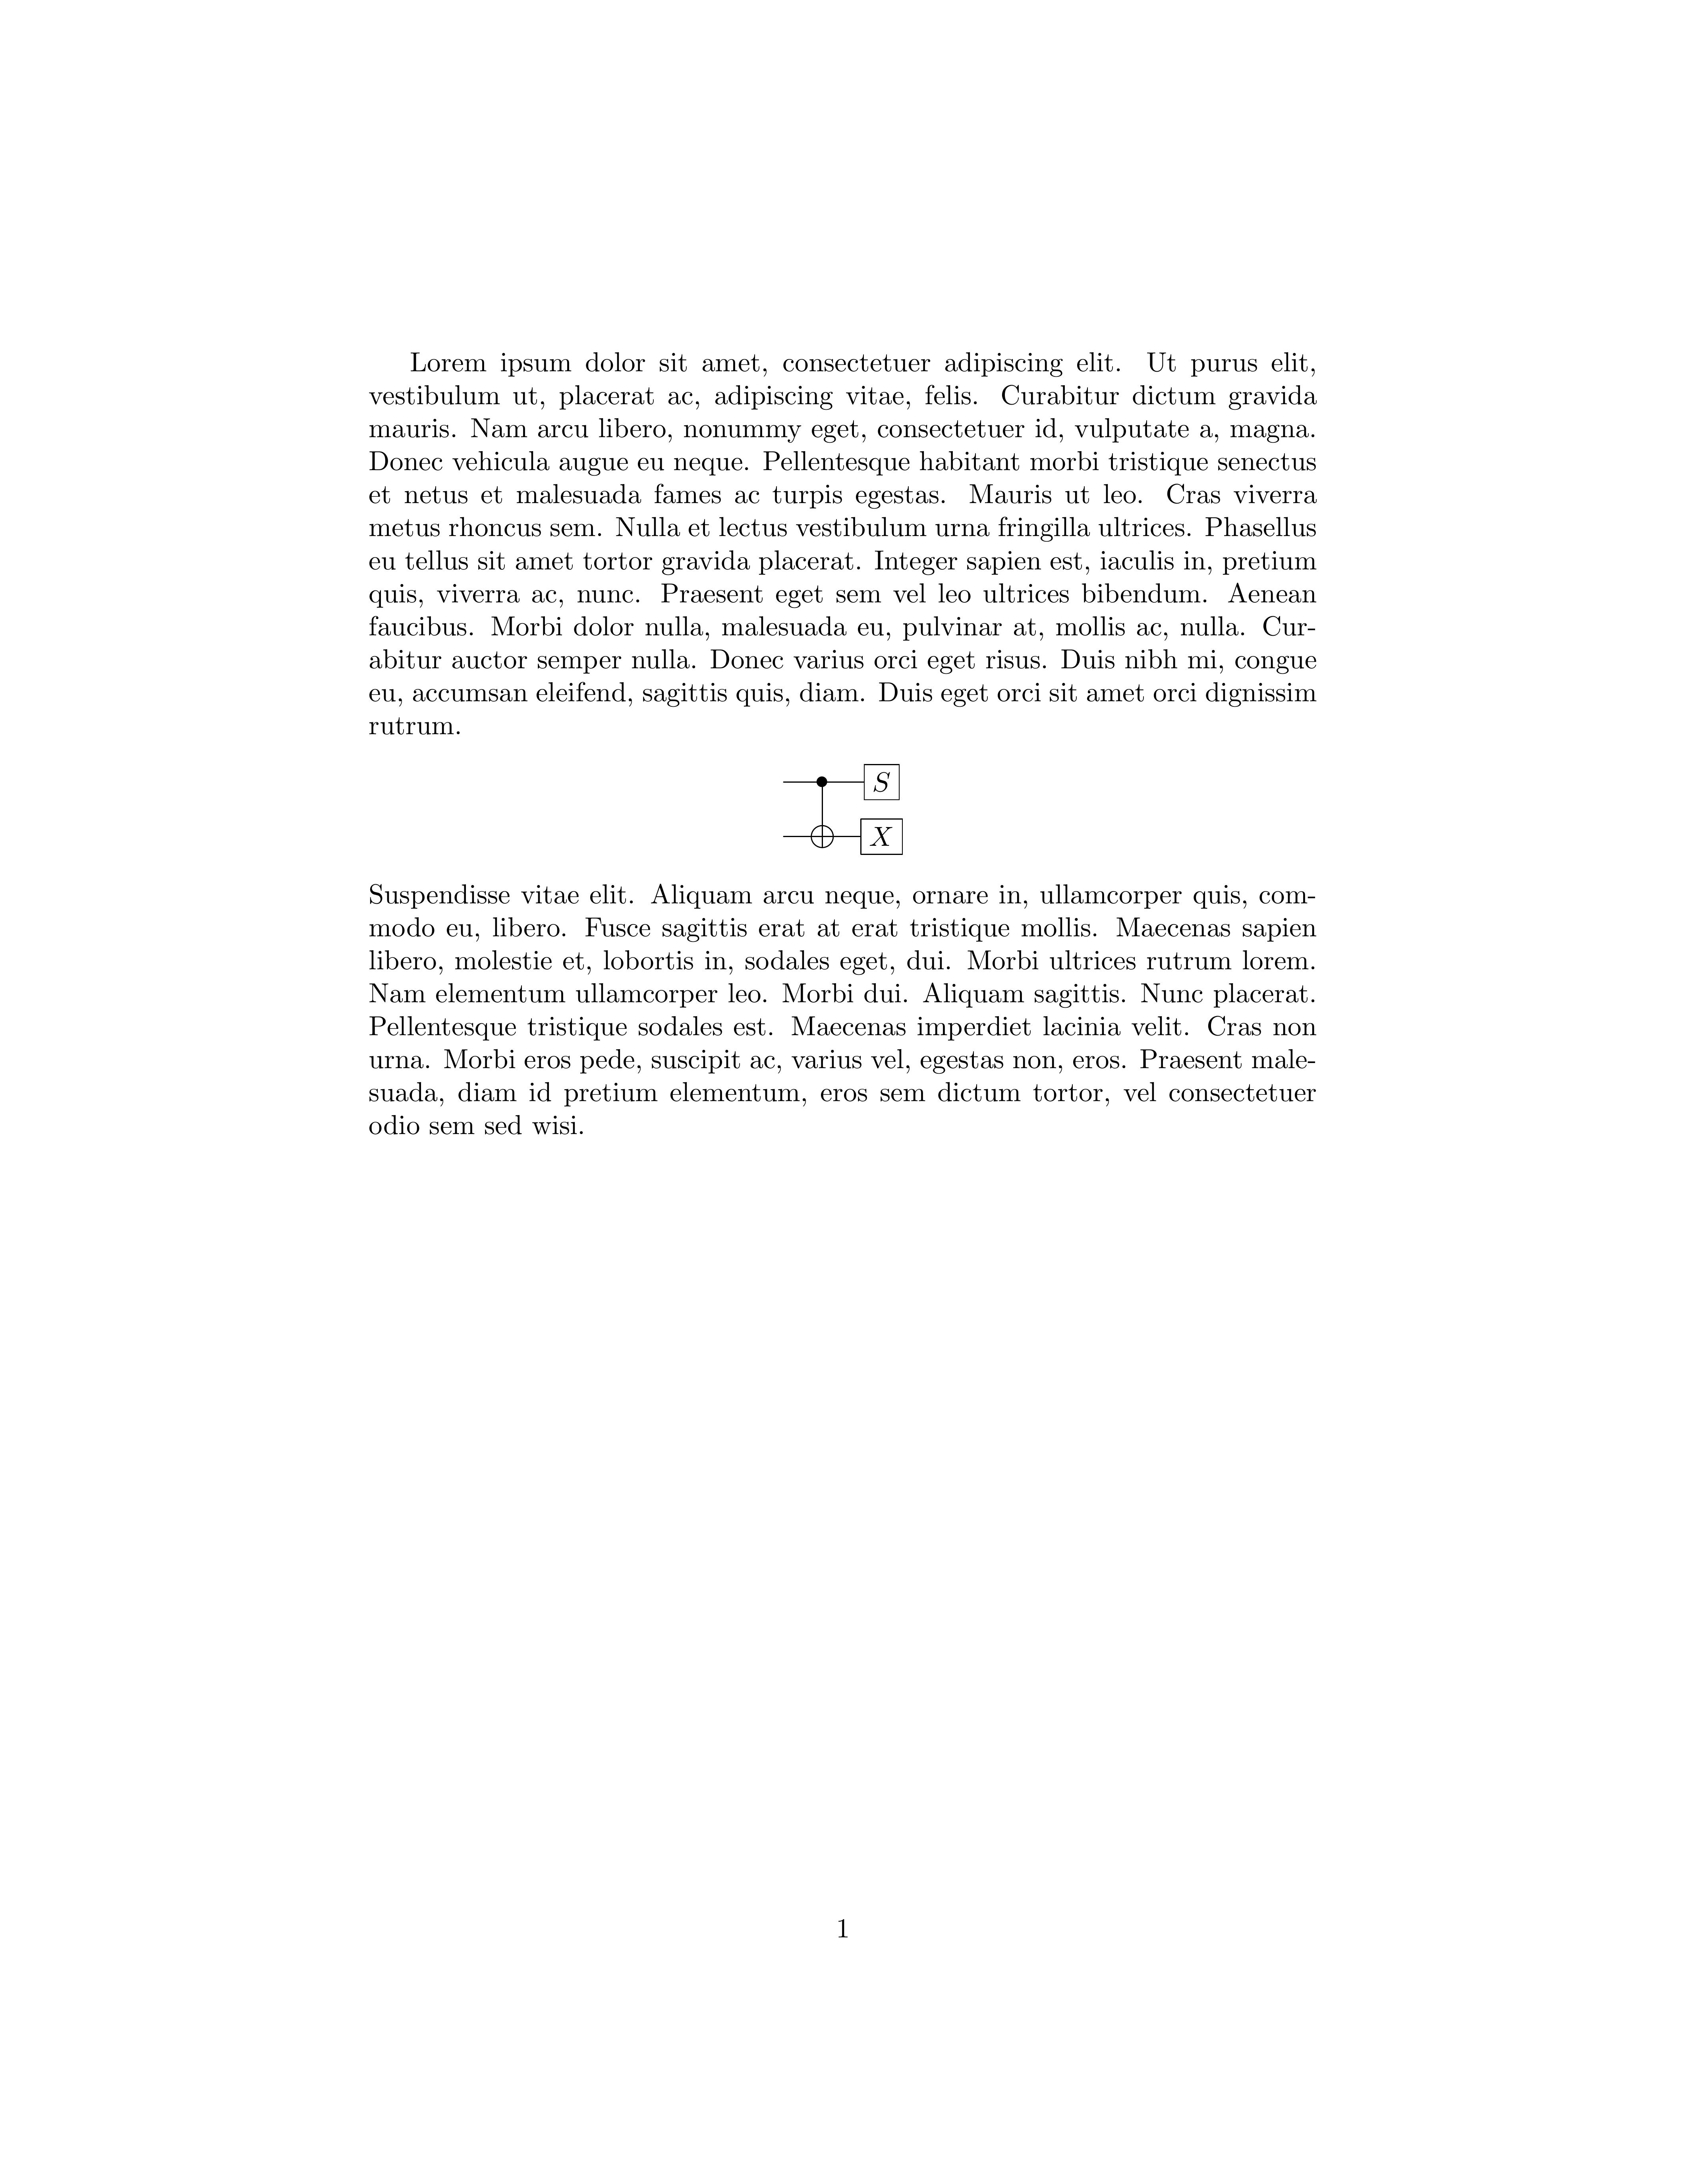 Lorem ipsum dolor sit amet, consectetuer adipiscing elit. Ut purus elit,
vestibulum ut, placerat ac, adipiscing vitae, felis. Curabitur dictum gravida
mauris. Nam arcu libero, nonummy eget, consectetuer id, vulputate a, magna.
Donec vehicula augue eu neque. Pellentesque habitant morbi tristique senectus
et netus et malesuada fames ac turpis egestas. Mauris ut leo. Cras viverra
metus rhoncus sem. Nulla et lectus vestibulum urna fringilla ultrices. Phasellus
eu tellus sit amet tortor gravida placerat. Integer sapien est, iaculis in, pretium
quis, viverra ac, nunc. Praesent eget sem vel leo ultrices bibendum. Aenean
faucibus. Morbi dolor nulla, malesuada eu, pulvinar at, mollis ac, nulla. Cur-
abitur auctor semper nulla. Donec varius orci eget risus. Duis nibh mi, congue
eu, accumsan eleifend, sagittis quis, diam. Duis eget orci sit amet orci dignissim
rutrum.
S
X
Suspendisse vitae elit. Aliquam arcu neque, ornare in, ullamcorper quis, com-
modo eu, libero. Fusce sagittis erat at erat tristique mollis. Maecenas sapien
libero, molestie et, lobortis in, sodales eget, dui. Morbi ultrices rutrum lorem.
Nam elementum ullamcorper leo. Morbi dui. Aliquam sagittis. Nunc placerat.
Pellentesque tristique sodales est. Maecenas imperdiet lacinia velit. Cras non
urna. Morbi eros pede, suscipit ac, varius vel, egestas non, eros. Praesent male-
suada, diam id pretium elementum, eros sem dictum tortor, vel consectetuer
odio sem sed wisi.
1